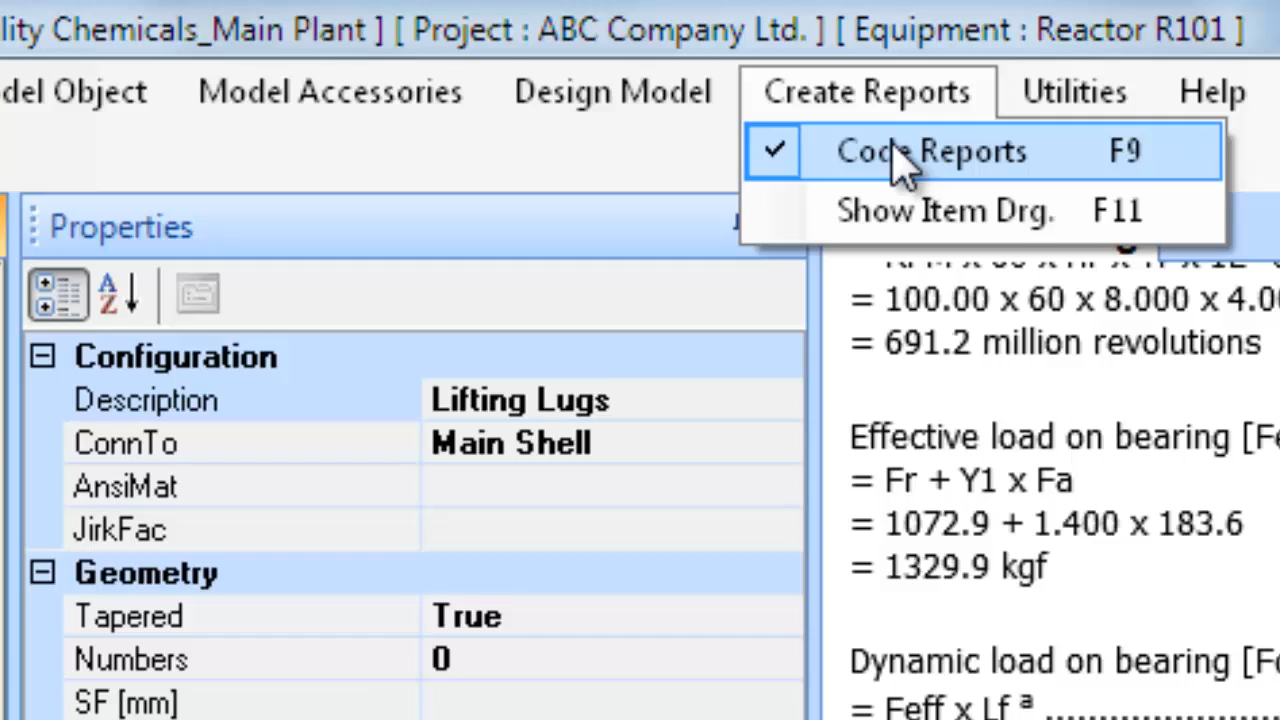 lity Chemicals_Main Plant ] [ Project : ABC Company Ltd. ] [ Equipment : Reactor R101 ]
del Object Model Accessories Design Model Create Reports Utilities Help
Code Reports F9
Show Item Drg. F11
Properties
Configuration
Description Lifting Lugs
ConnTo Main Shell
AnsiMat
JirkFac
Geometry
Tapered True
Numbers 0
SF [mm]
= 100.00 x 60 x 8.000 x 4.00
= 691.2 million revolutions
Effective load on bearing [Fe
= Fr + Y1 x Fa
= 1072.9 + 1.400 x 183.6
= 1329.9 kgf
Dynamic load on bearing [Fd
= Feff x Lf ª ........................